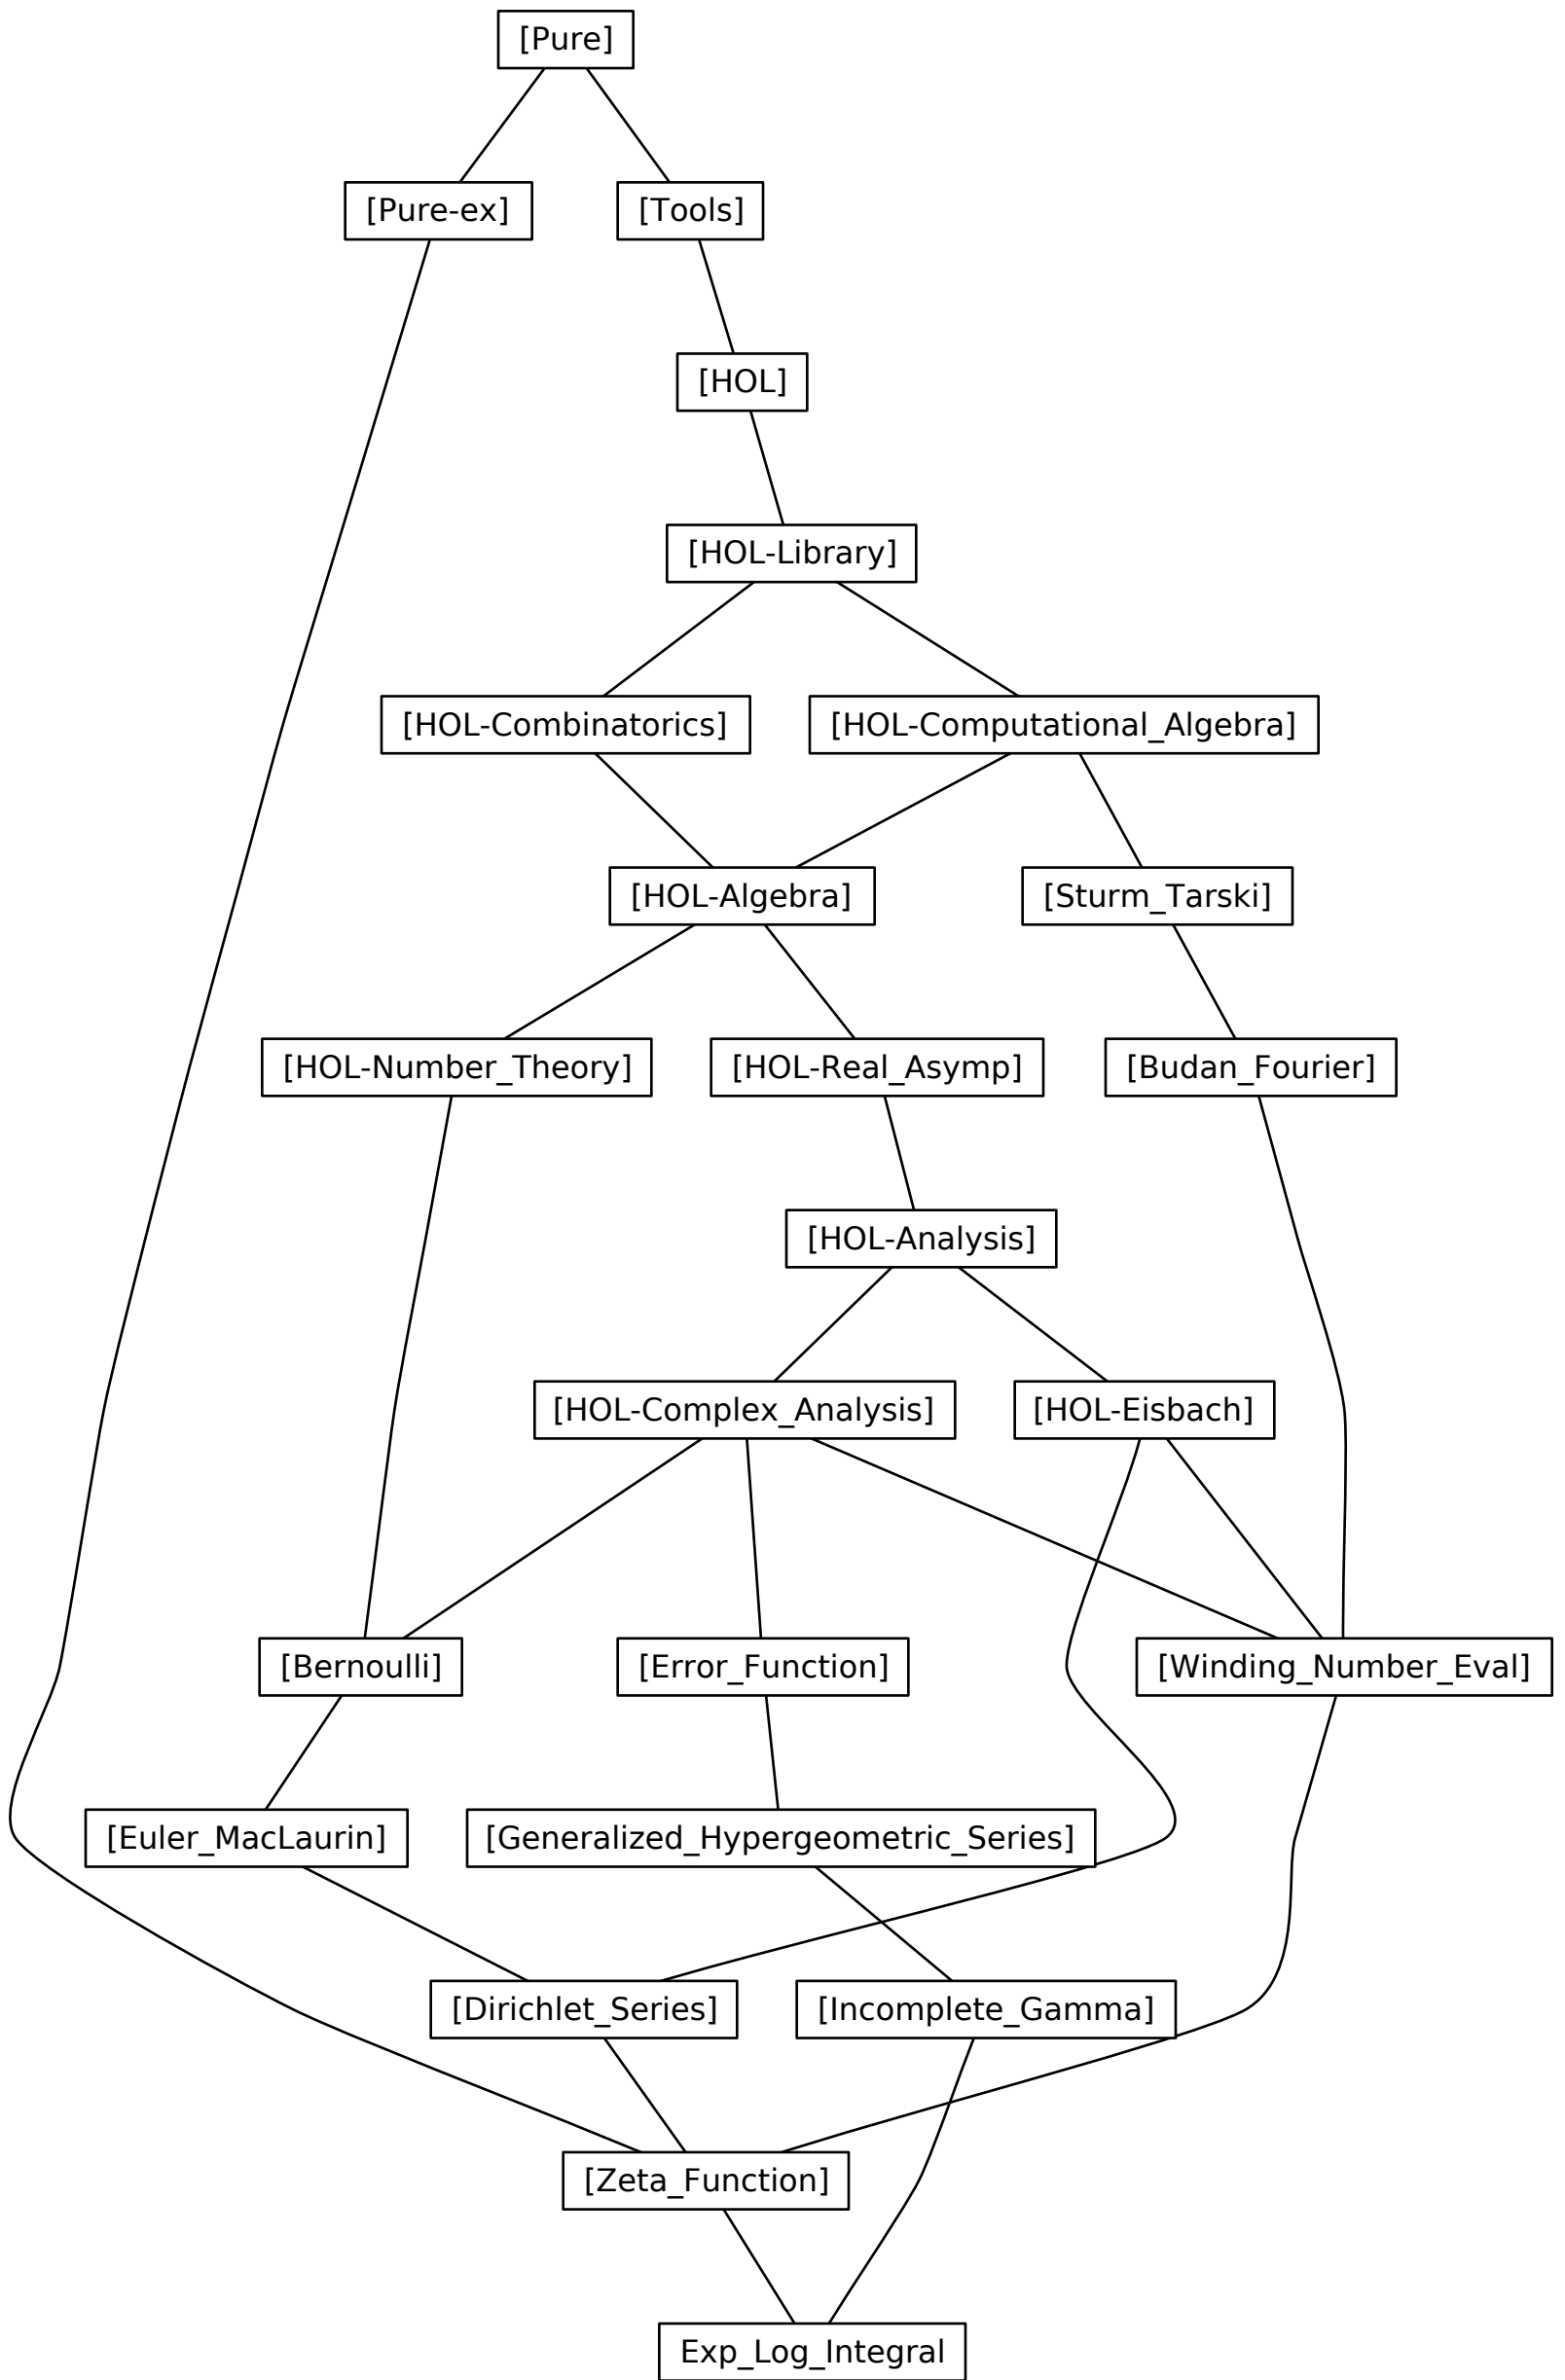 [Pure]
[Pure-ex]
[Tools]
[HOL]
[HOL-Library]
[HOL-Combinatorics]
[HOL-Computational_Algebra]
[HOL-Algebra]
[Sturm_Tarski]
[HOL-Number_Theory]
[HOL-Real_Asymp]
[Budan_Fourier]
[HOL-Analysis]
[HOL-Complex_Analysis]
[HOL-Eisbach]
[Bernoulli]
[Error_Function]
[Winding_Number_Eval]
[Euler_MacLaurin]
[Generalized_Hypergeometric_Series]
[Dirichlet_Series]
[Incomplete_Gamma]
[Zeta_Function]
Exp_Log_Integral